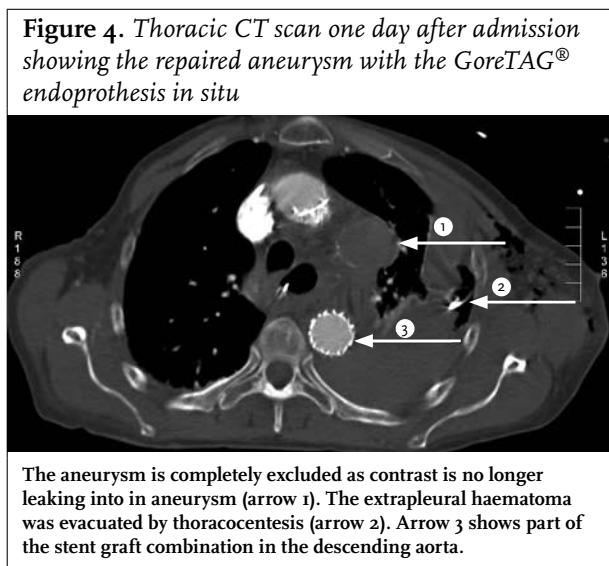 Figure 4. Thoracic CT scan one day after admission
showing the repaired aneurysm with the GoreTAG®
endoprothesis in situ
R
1
8
8
L
1
3
6
1
2
3
The aneurysm is completely excluded as contrast is no longer
leaking into in aneurysm (arrow 1). The extrapleural haematoma
was evacuated by thoracocentesis (arrow 2). Arrow 3 shows part of
the stent graft combination in the descending aorta.